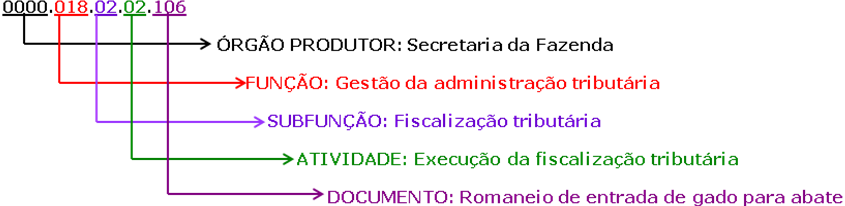 0000.018.02.02.106
ÓRGÃO PRODUTOR: Secretaria da Fazenda
FUNÇÃO: Gestão da administração tributária
SUBFUNÇÃO: Fiscalização tributária
ATIVIDADE: Execução da fiscalização tributária
DOCUMENTO: Romaneio de entrada de gado para abate